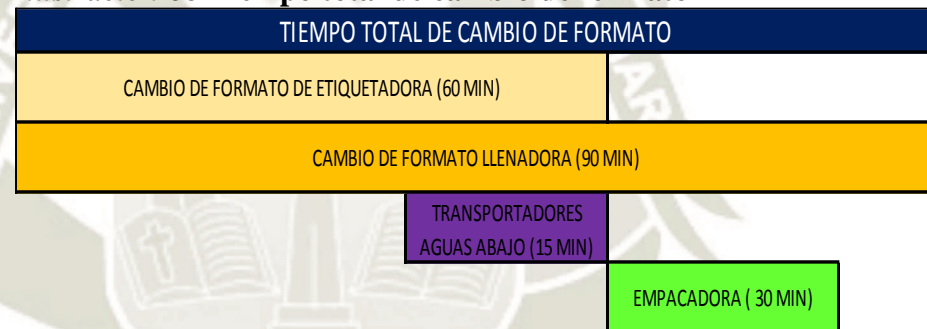 TIEMPO TOTAL DE CAMBIO DE FORMATO
CAMBIO DE FORMATO DE ETIQUETADORA (60 MIN)
CAMBIO DE FORMATO LLENADORA (90 MIN)
TRANSPORTADORES
AGUAS ABAJO (15 MIN)
EMPACADORA ( 30 MIN)